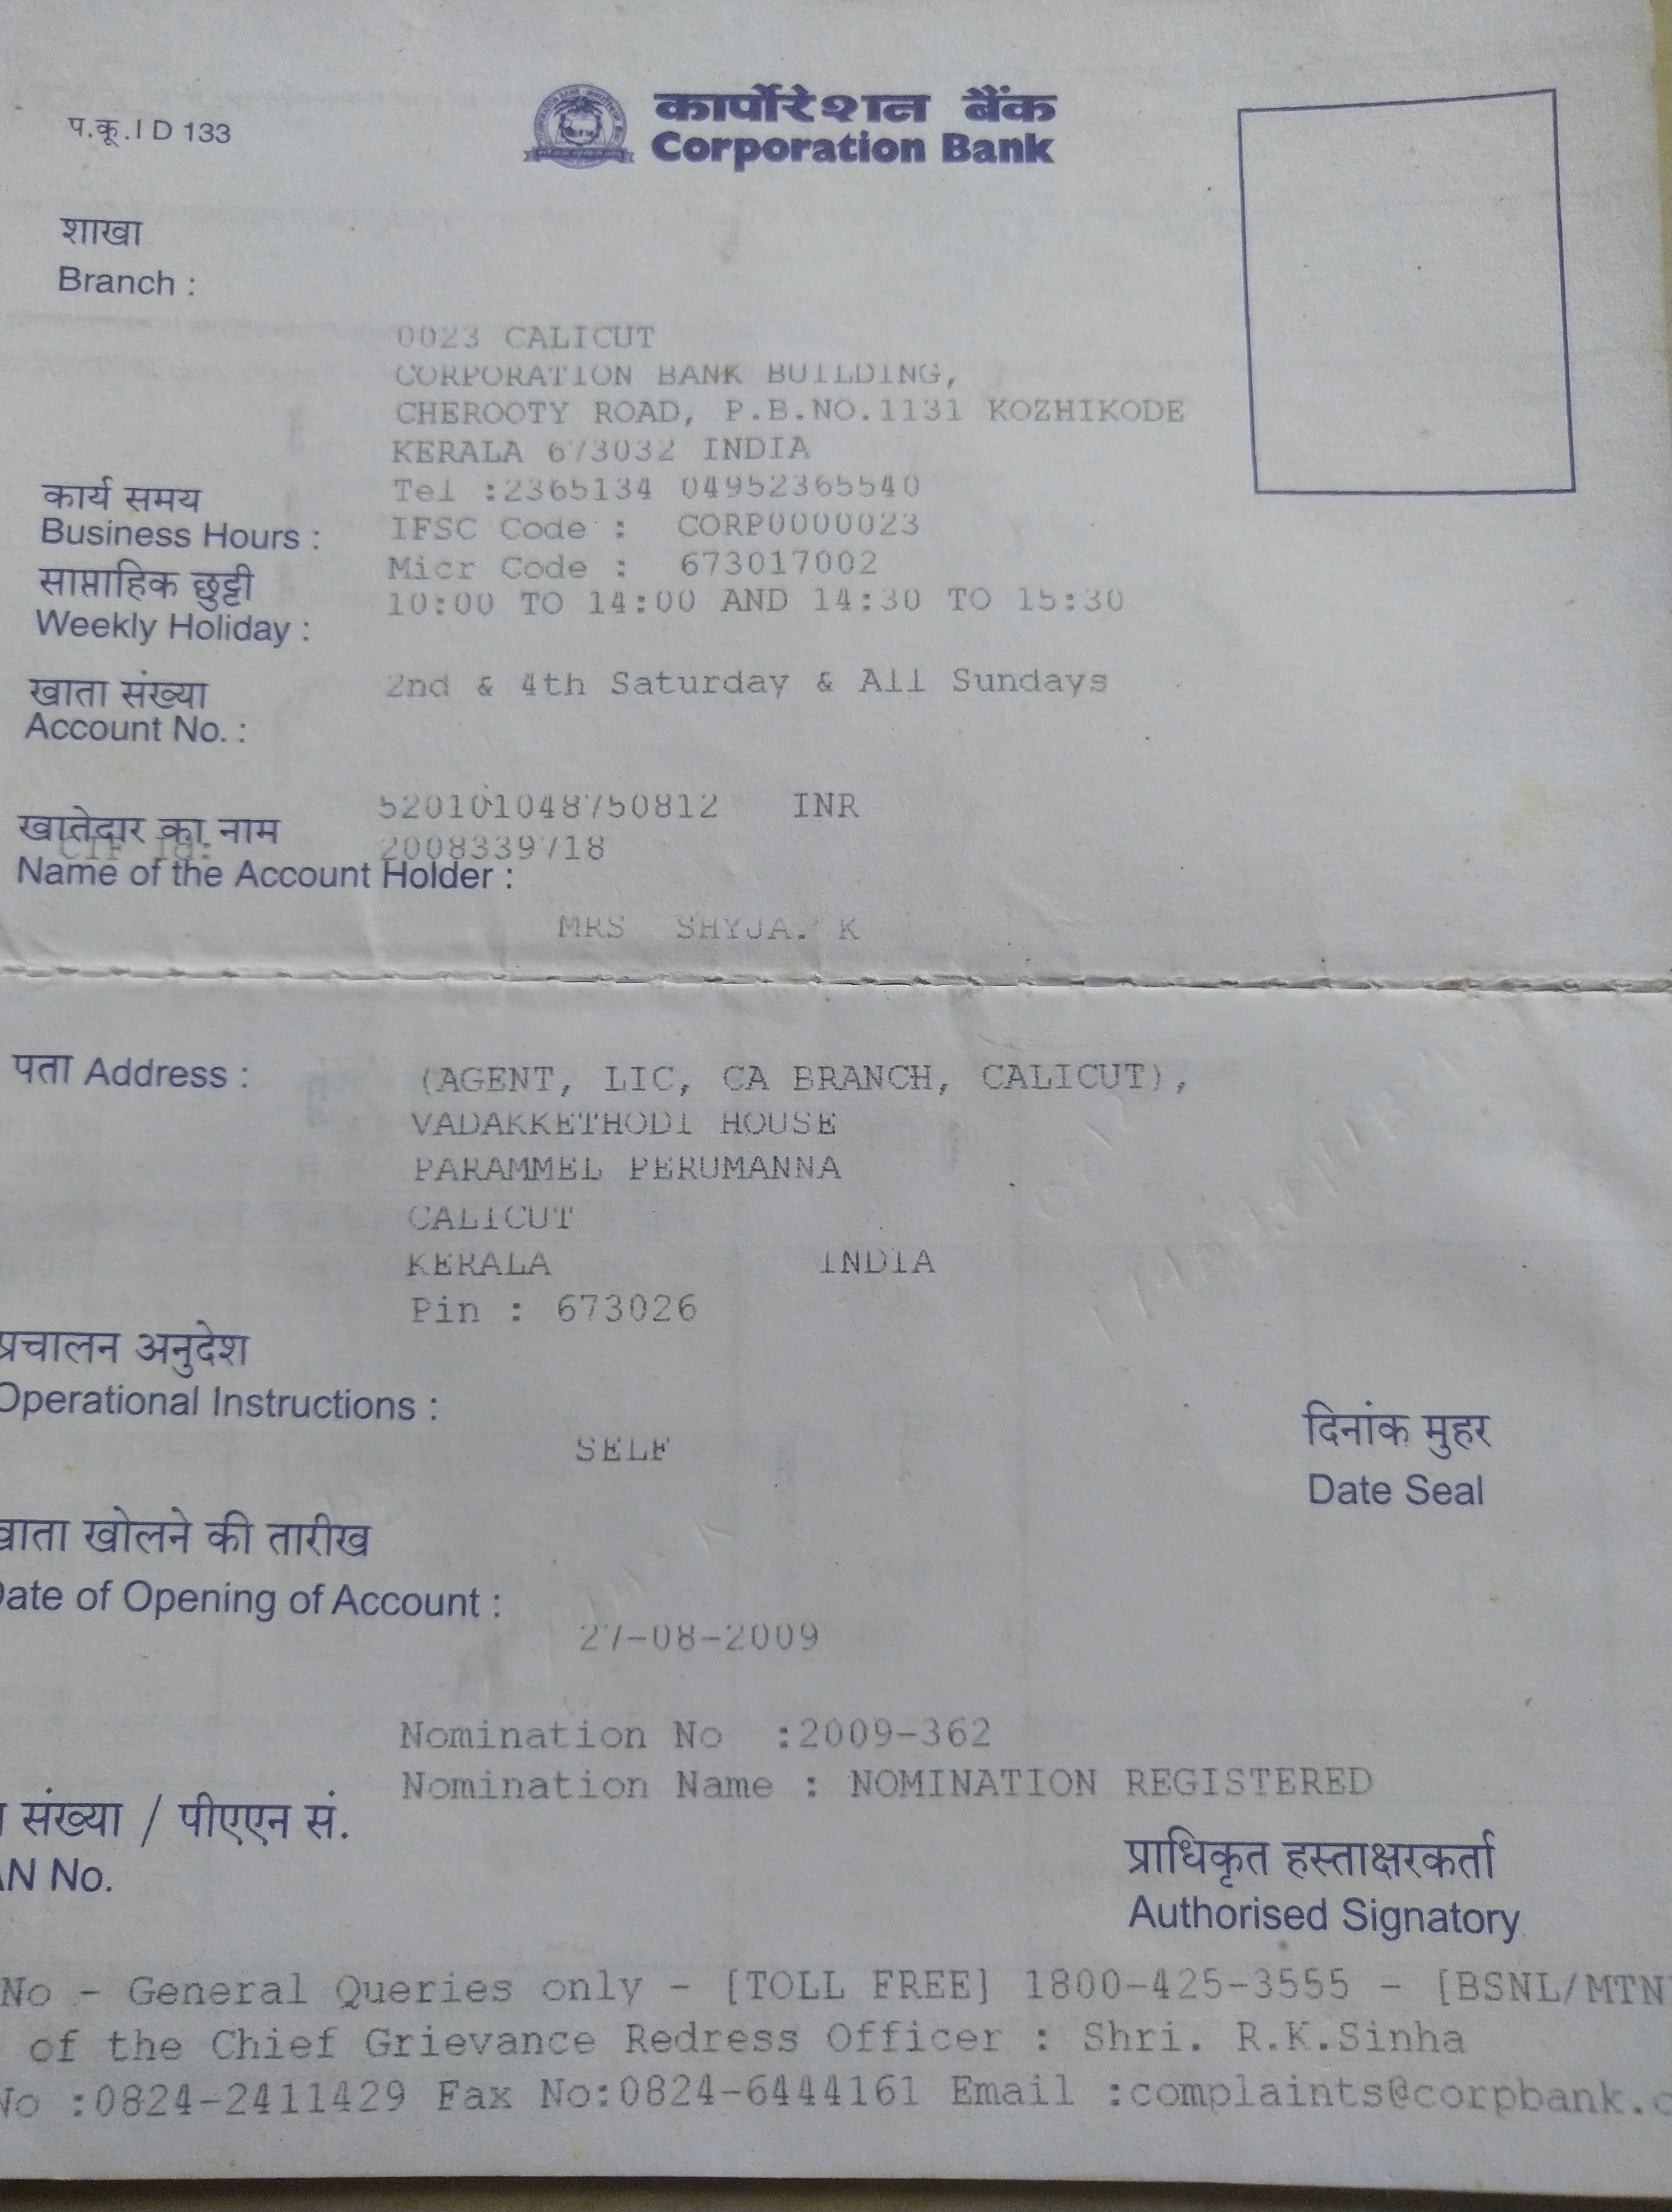 प.कू.I D 133
कार्पोरेशन बैंक
Corporation Bank
शाखा
Branch :
0023 CALICUT
CORPORATION BANK BUILDING,
CHEROOTY ROAD, P.B.NO.1131 KOZHIKODE
KERALA 673032 INDIA
Tel :2365134 04952365540
कार्य समय
Business Hours :
IFSC Code : CORP0000023
Micr Code : 673017002
साप्ताहिक छुट्टी
Weekly Holiday :
10:00 TO 14:00 AND 14:30 TO 15:30
2nd & 4th Saturday & All Sundays
खाता संख्या
Account No. :
520101048750812 INR
खातेदार का नाम
CIF Id: 2008339718
Name of the Account Holder :
MRS SHYJA. K
पता Address : (AGENT, LIC, CA BRANCH, CALICUT),
VADAKKETHODI HOUSE
PARAMMEL PERUMANNA
CALICUT
KERALA INDIA
Pin : 673026
प्रचालन अनुदेश
Operational Instructions :
SELF
दिनांक मुहर
Date Seal
खाता खोलने की तारीख
Date of Opening of Account :
27-08-2009
Nomination No :2009-362
Nomination Name : NOMINATION REGISTERED
संख्या / पीएएन सं.
AN No.
प्राधिकृत हस्ताक्षरकर्ता
Authorised Signatory
No - General Queries only - [TOLL FREE] 1800-425-3555 - [BSNL/MTN
of the Chief Grievance Redress Officer : Shri. R.K.Sinha
No :0824-2411429 Fax No:0824-6444161 Email :complaints@corpbank.c